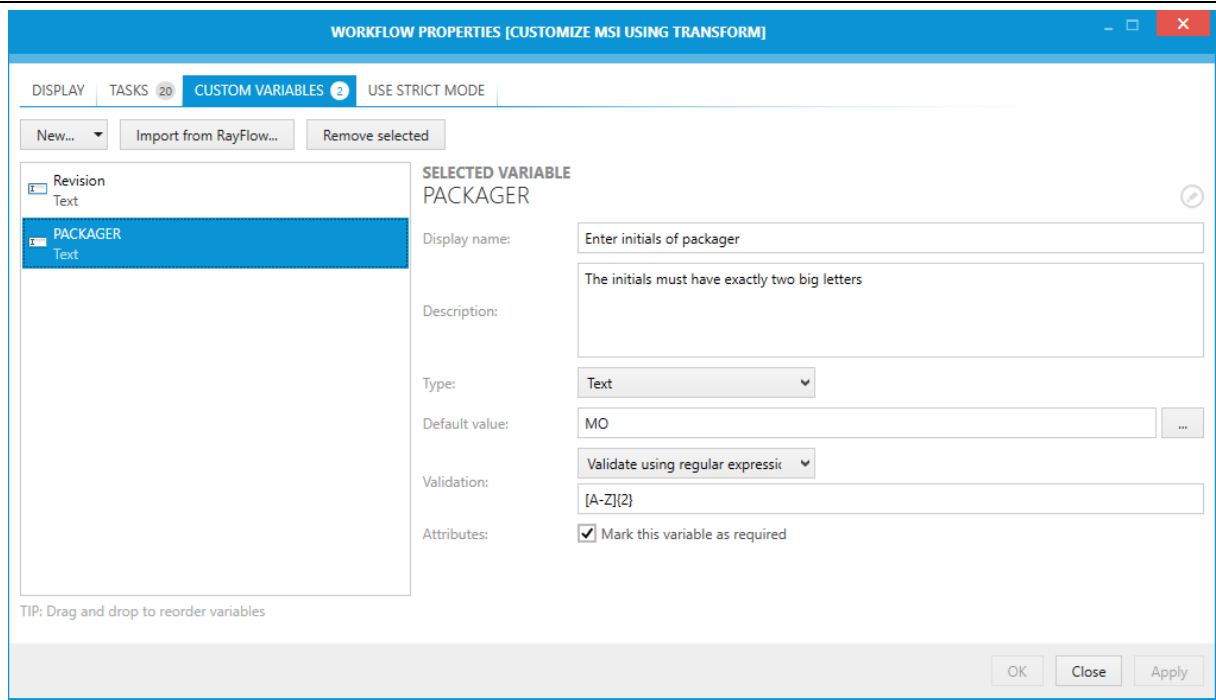 WORKFLOW PROPERTIES [CUSTOMIZE MSI USING TRANSFORM]
DISPLAY TASKS 20 CUSTOM VARIABLES 2 USE STRICT MODE
New... Import from RayFlow... Remove selected
Revision
Text
PACKAGER
Text
TIP: Drag and drop to reorder variables
SELECTED VARIABLE
PACKAGER
Display name: Enter initials of packager
Description: The initials must have exactly two big letters
Type: Text
Default value: MO ...
Validation: Validate using regular expressic
[A-Z]{2}
Attributes: Mark this variable as required
OK Close Apply